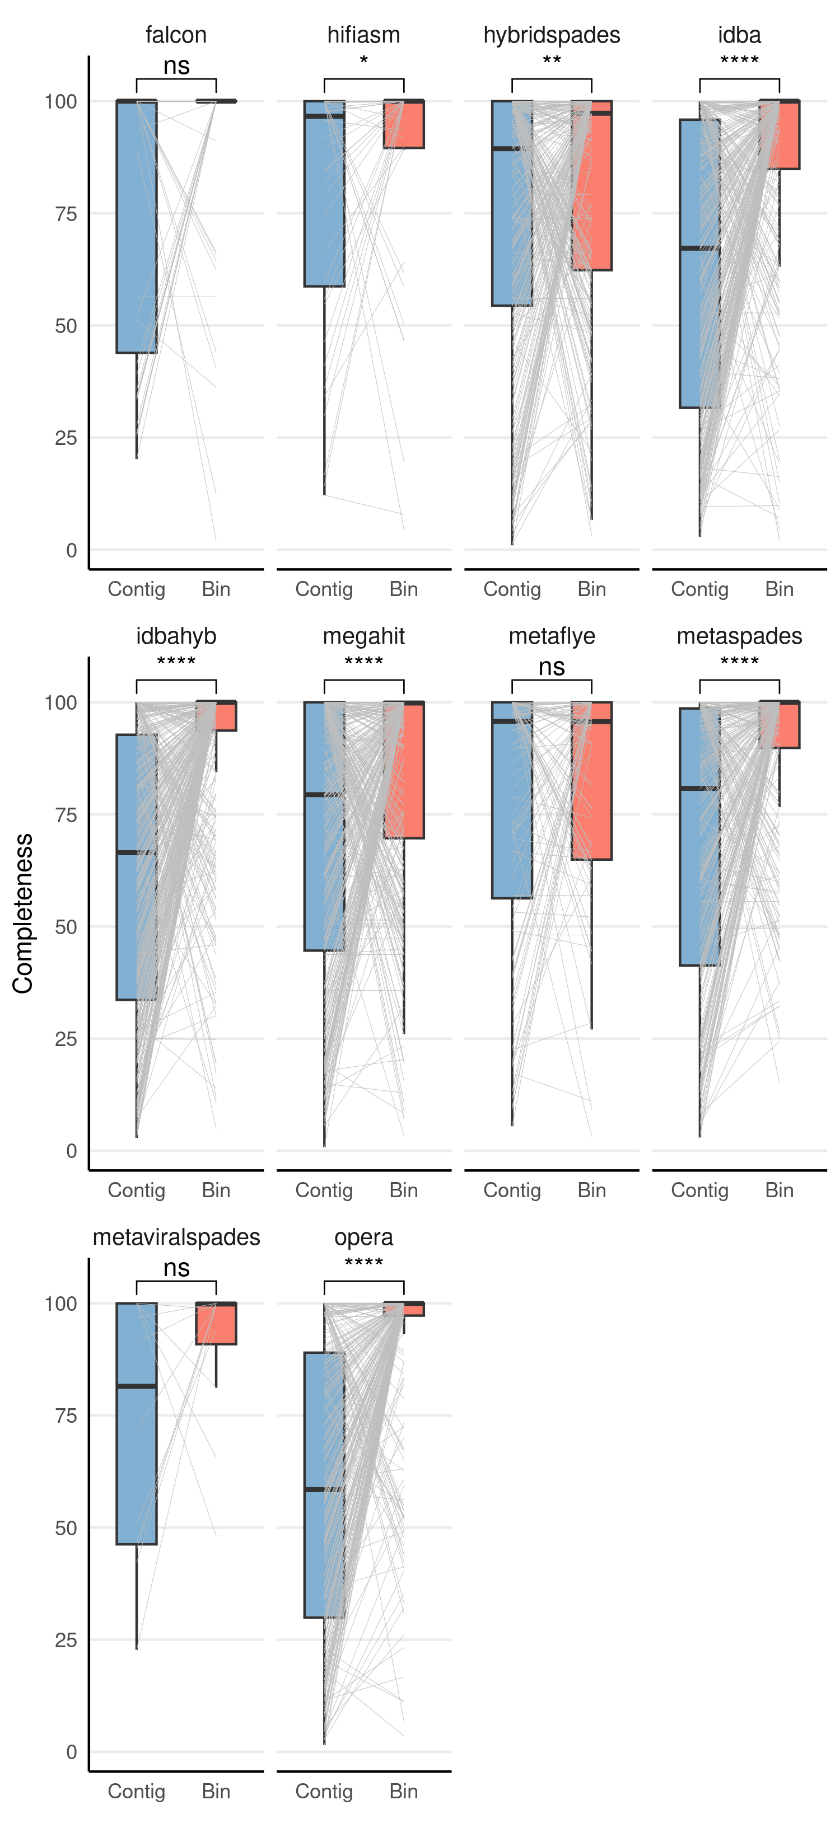 falcon hifiasm hybridspades idba
ns * ** ****
100
75
50
25
0
Contig Bin Contig Bin Contig Bin Contig Bin
idbahyb megahit metaflye metaspades
**** **** ns ****
100
75
50
25
0
Contig Bin Contig Bin Contig Bin Contig Bin
Completeness
metaviralspades opera
ns ****
100
75
50
25
0
Contig Bin Contig Bin